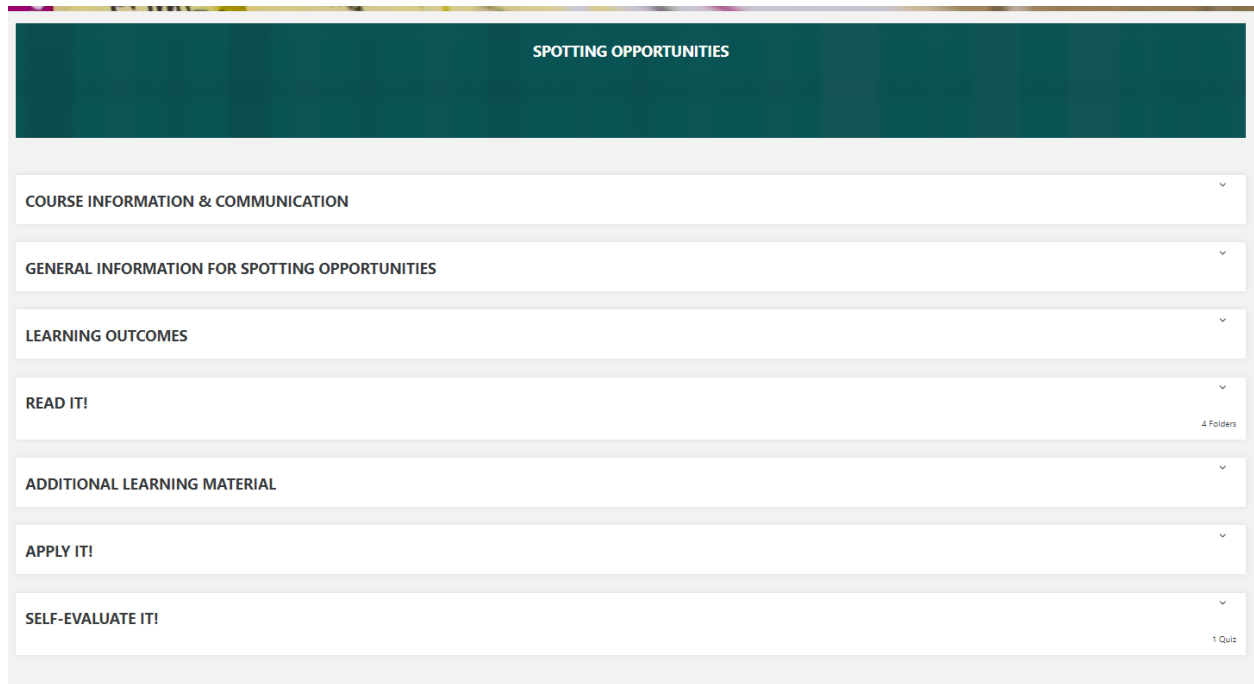 SPOTTING OPPORTUNITIES
COURSE INFORMATION & COMMUNICATION
GENERAL INFORMATION FOR SPOTTING OPPORTUNITIES
LEARNING OUTCOMES
READ IT!
4 Folders
ADDITIONAL LEARNING MATERIAL
APPLY IT!
SELF-EVALUATE IT!
1 Quiz